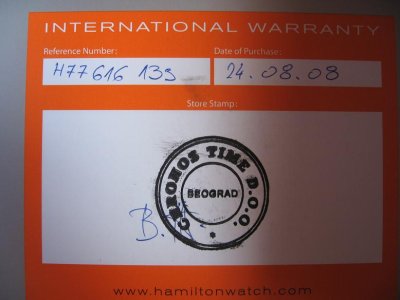 INTERNATIONAL WARRANTY
Reference Number: Date of Purchase:
H77616 133 24.08.08
Store Stamp:
CHRONOS TIME D.O.O.
BEOGRAD
*
www.hamiltonwatch.com